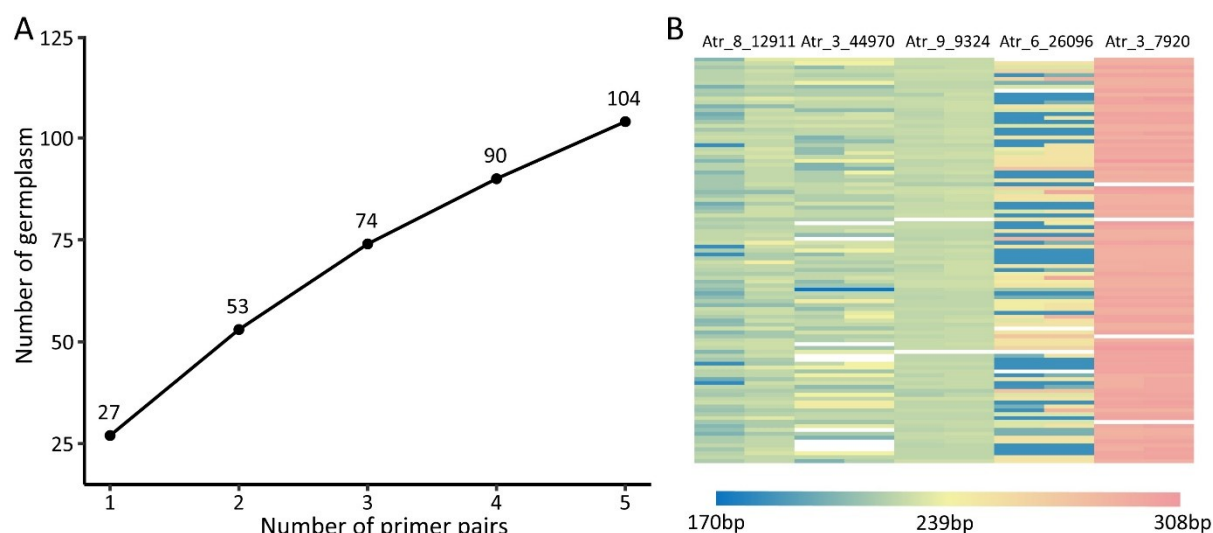 A
125
100
75
50
25
Number of germplasm
27
53
74
90
104
1 2 3 4 5
Number of primer pairs
B
Atr_8_12911 Atr_3_44970 Atr_9_9324 Atr_6_26096 Atr_3_7920
170bp 239bp 308bp